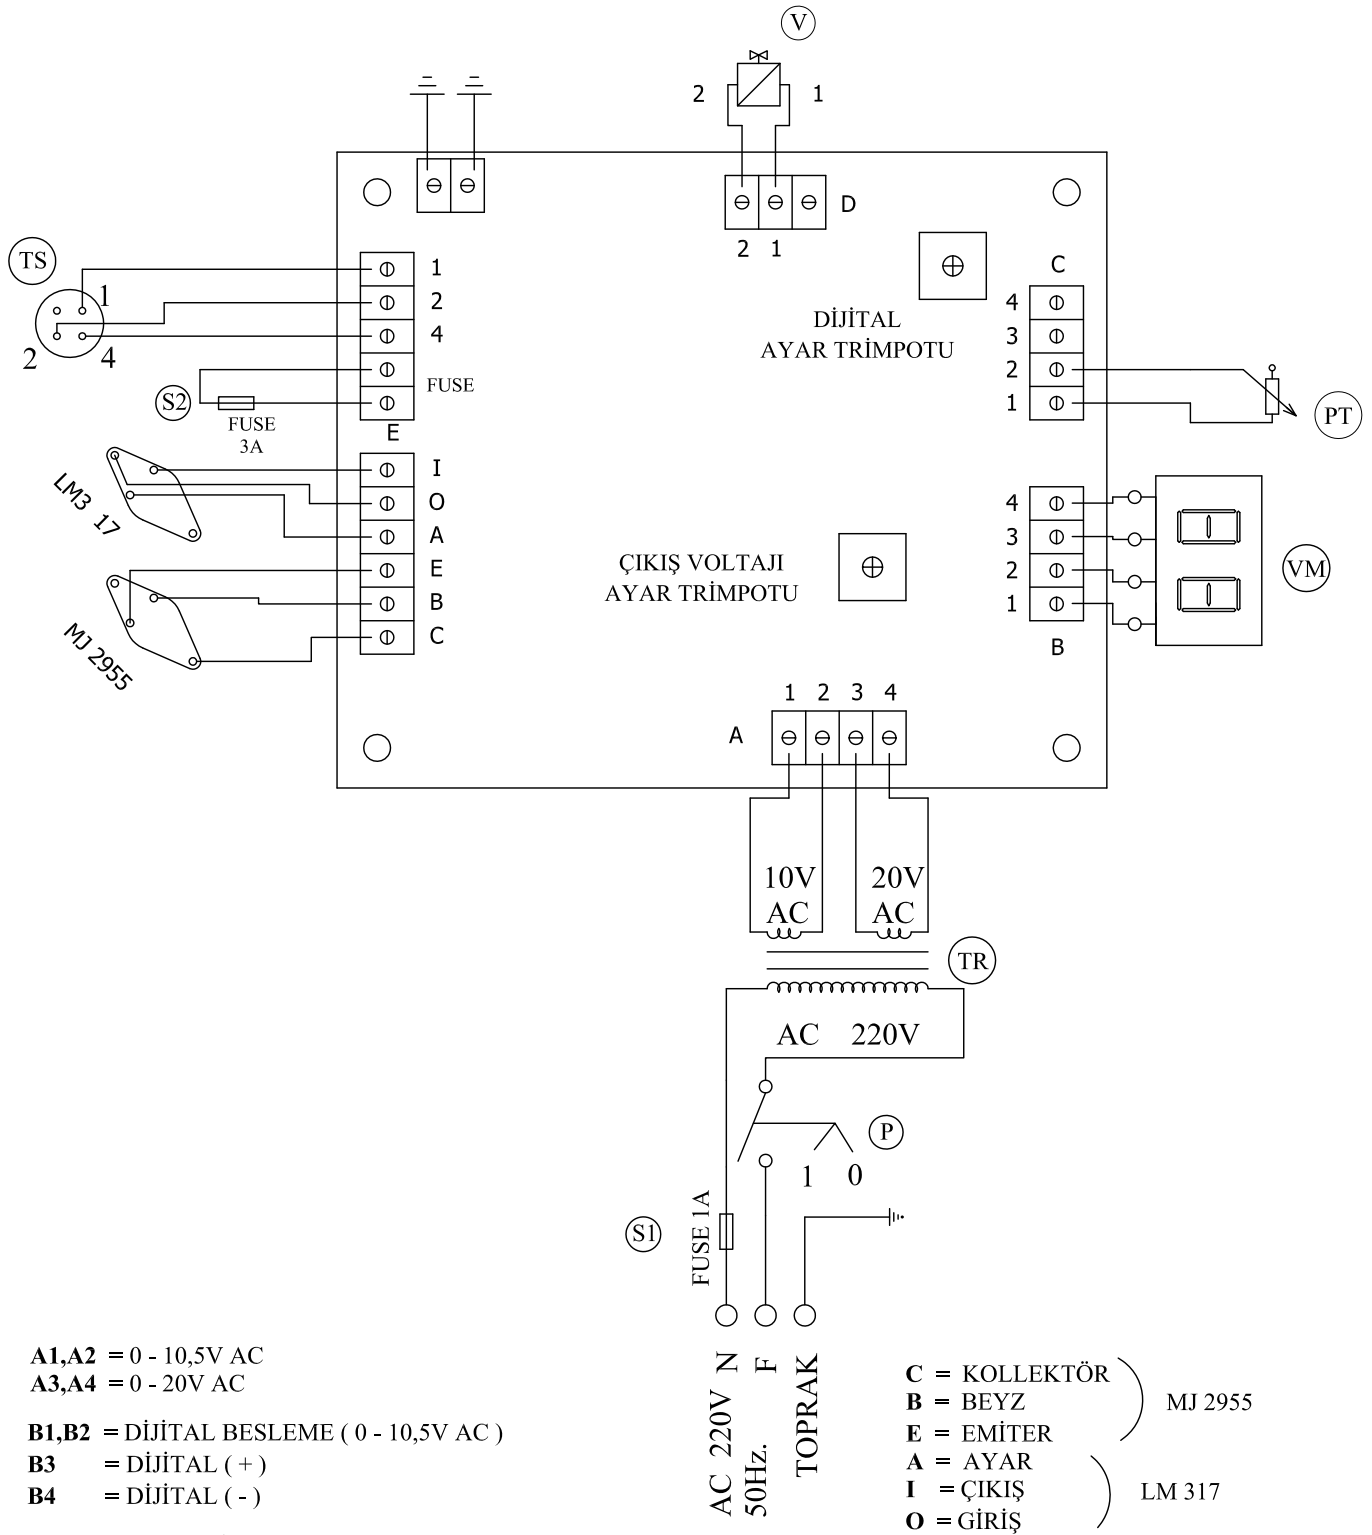 V
2 1
D
2 1
TS
1
2 4
1
2
4
FUSE
S2
FUSE
3A
E
DİJİTAL
AYAR TRİMPOTU
C
4
3
2
1
PT
LM3 17
I
O
A
E
B
C
MJ 2955
ÇIKIŞ VOLTAJI
AYAR TRİMPOTU
4
3
2
1
B
VM
1 2 3 4
A
10V
AC
20V
AC
TR
AC 220V
P
1 0
S1
FUSE 1A
N
F
TOPRAK
AC 220V
50Hz.
A1,A2 = 0 - 10,5V AC
A3,A4 = 0 - 20V AC
B1,B2 = DİJİTAL BESLEME ( 0 - 10,5V AC )
B3 = DİJİTAL ( + )
B4 = DİJİTAL ( - )
C = KOLLEKTÖR
B = BEYZ
E = EMİTER
MJ 2955
A = AYAR
I = ÇIKIŞ
O = GİRİŞ
LM 317